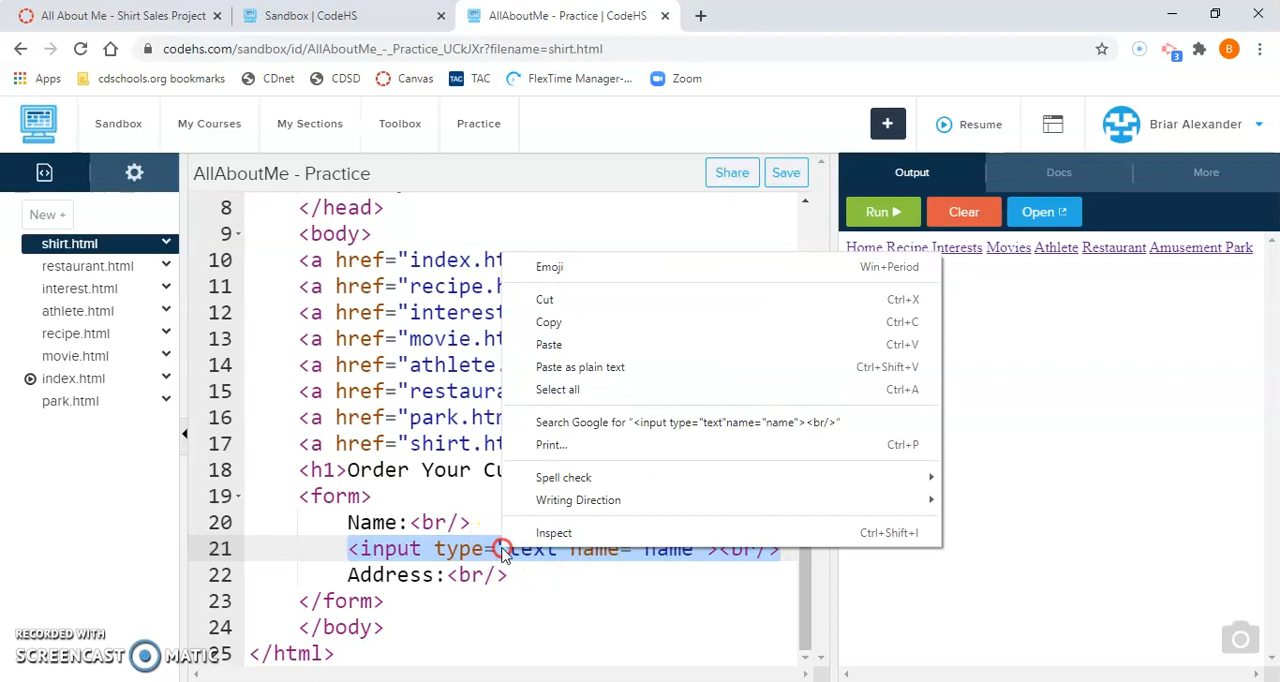 All About Me - Shirt Sales Project
Sandbox | CodeHS
AllAboutMe - Practice | CodeHS
codehs.com/sandbox/id/AllAboutMe_-_Practice_UCkJXr?filename=shirt.html
3
B
Apps
cdschools.org bookmarks
CDnet
CDSD
Canvas
TAC
TAC
FlexTime Manager-...
Zoom
Sandbox
My Courses
My Sections
Toolbox
Practice
+
Resume
Briar Alexander
AllAboutMe - Practice
Share
Save
Output
Docs
More
New +
Run
Clear
Open
shirt.html
restaurant.html
interest.html
athlete.html
recipe.html
movie.html
index.html
park.html
Home Recipe Interests Movies Athlete Restaurant Amusement Park
8 </head>
9 <body>
10 <a href="index.ht
11 <a href="recipe.h
12 <a href="interest
13 <a href="movie.ht
14 <a href="athlete.
15 <a href="restaura
16 <a href="park.htm
17 <a href="shirt.ht
18 <h1>Order Your Cu
19 <form>
20 Name:<br/>
21 <input type="text"name="name"><br/>
22 Address:<br/>
23 </form>
24 </body>
25 </html>
Emoji Win+Period
Cut Ctrl+X
Copy Ctrl+C
Paste Ctrl+V
Paste as plain text Ctrl+Shift+V
Select all Ctrl+A
Search Google for "<input type="text"name="name"><br/>"
Print... Ctrl+P
Spell check
Writing Direction
Inspect Ctrl+Shift+I
RECORDED WITH
SCREENCAST MATIC